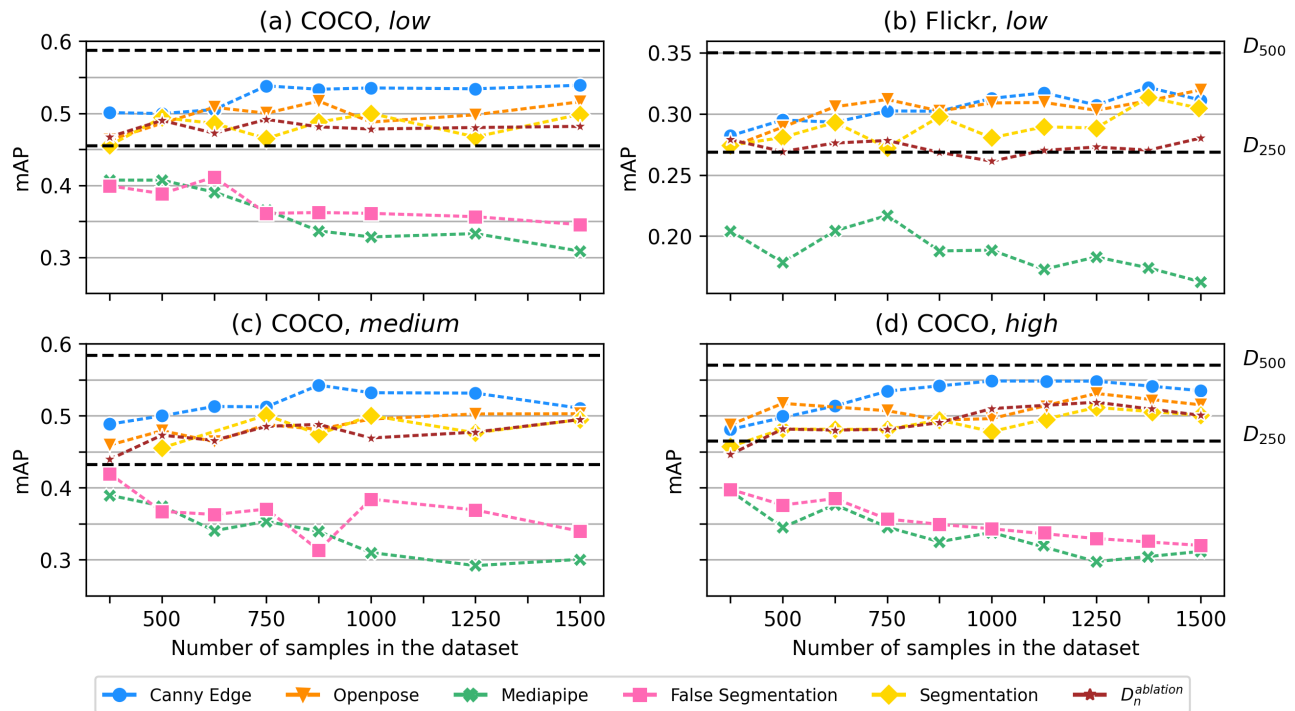 (a) COCO, low
(b) Flickr, low
0.6
0.5
0.4
0.3
mAP
0.35
0.30
0.25
0.20
mAP
D500
D250
(c) COCO, medium
(d) COCO, high
0.6
0.5
0.4
0.3
mAP
mAP
D500
D250
500 750 1000 1250 1500
500 750 1000 1250 1500
Number of samples in the dataset
Number of samples in the dataset
Canny Edge Openpose Mediapipe False Segmentation Segmentation D_n^ablation